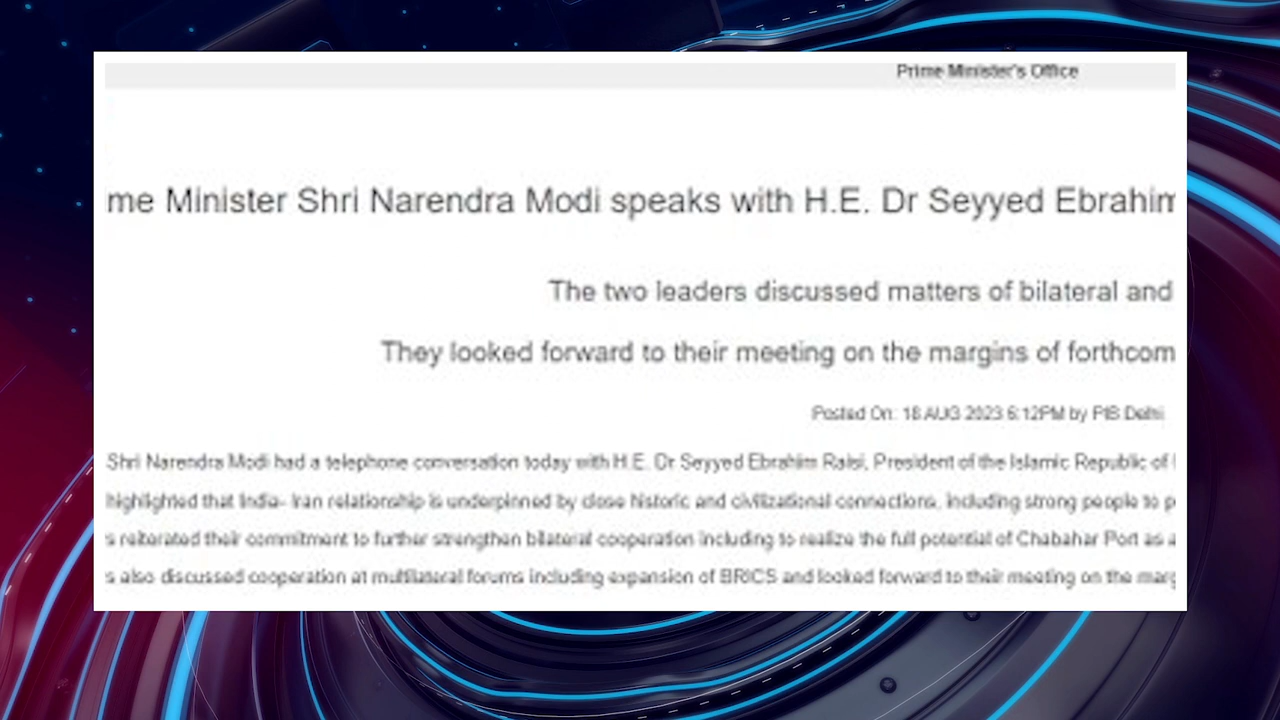 Prime Minister's Office
me Minister Shri Narendra Modi speaks with H.E. Dr Seyyed Ebrahim
The two leaders discussed matters of bilateral and
They looked forward to their meeting on the margins of forthcom
Posted On: 18 AUG 2023 6:12PM by PIB Delhi
Shri Narendra Modi had a telephone conversation today with H.E. Dr Seyyed Ebrahim Raisi, President of the Islamic Republic of I
highlighted that India- Iran relationship is underpinned by close historic and civilizational connections, including strong people to p
s reiterated their commitment to further strengthen bilateral cooperation including to realize the full potential of Chabahar Port as a
s also discussed cooperation at multilateral forums including expansion of BRICS and looked forward to their meeting on the marg